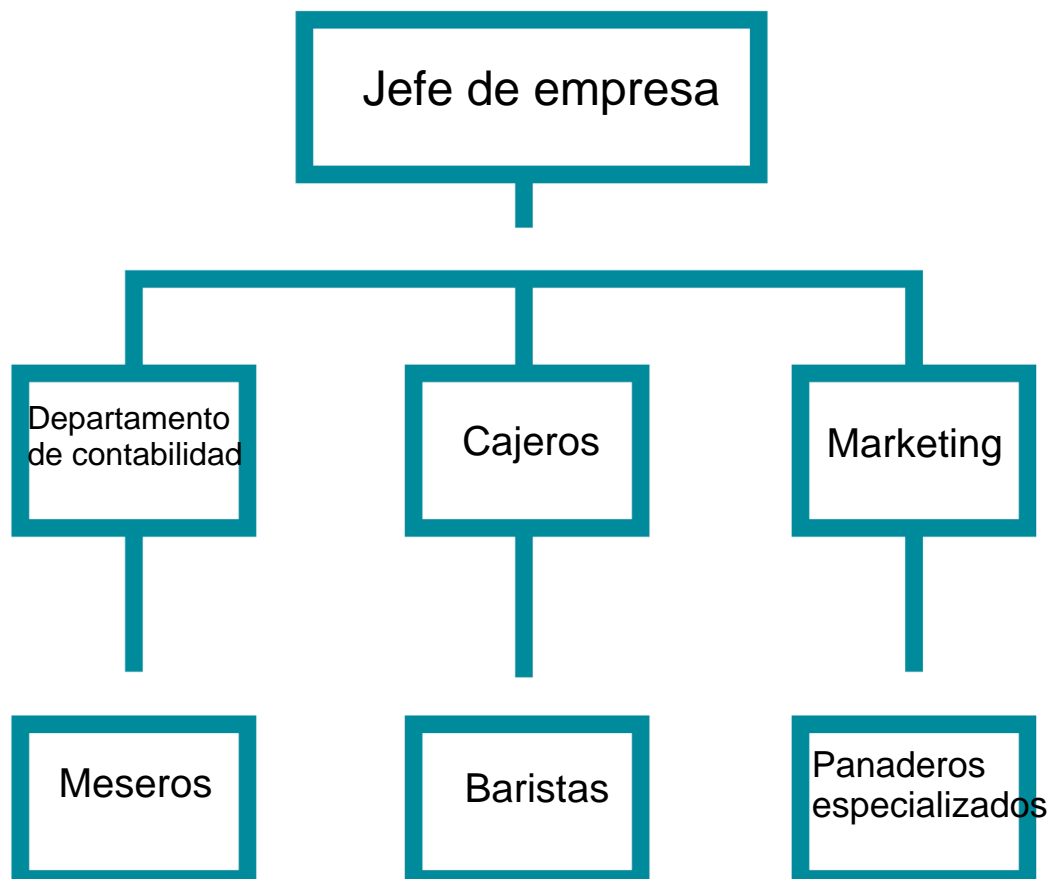 Jefe de empresa
Departamento
de contabilidad
Cajeros
Marketing
Meseros
Baristas
Panaderos
especializados